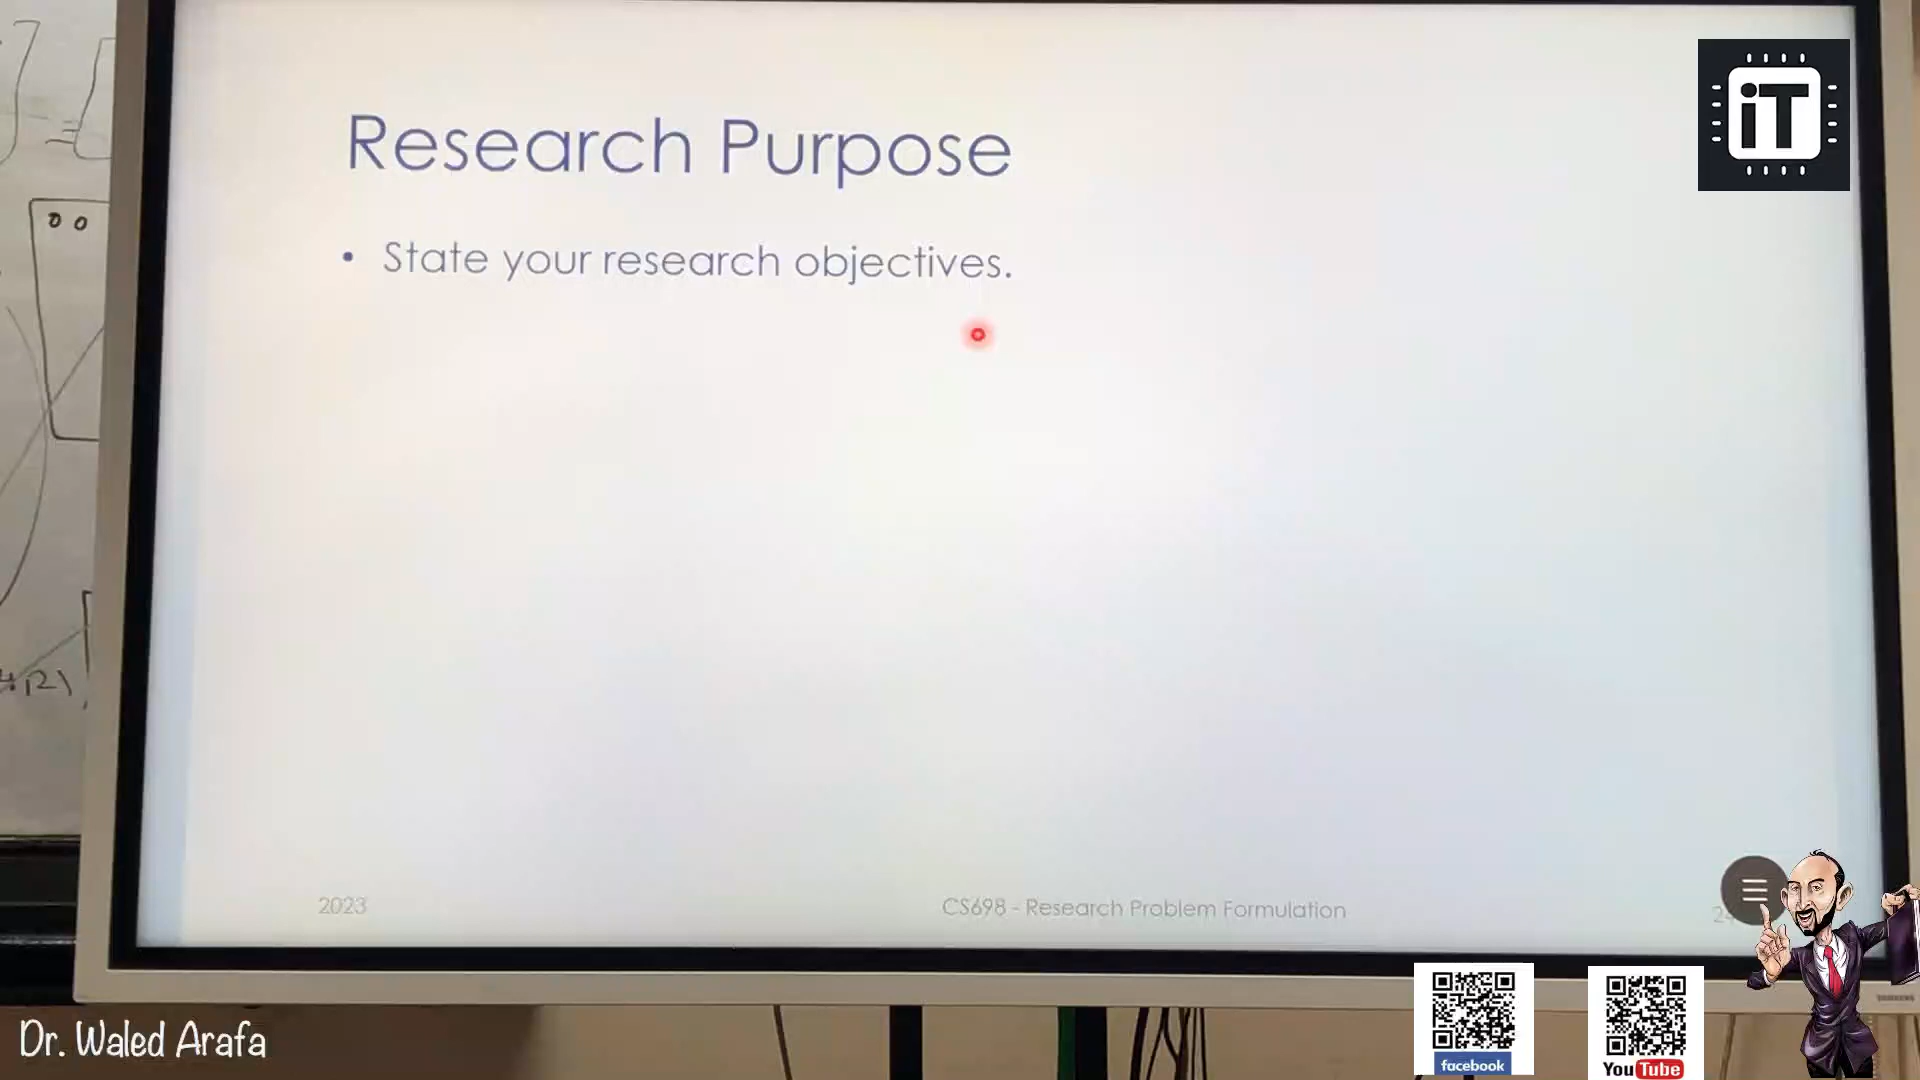 iT
Research Purpose
• State your research objectives.
2023
CS698 - Research Problem Formulation
Dr. Waled Arafa
facebook
YouTube